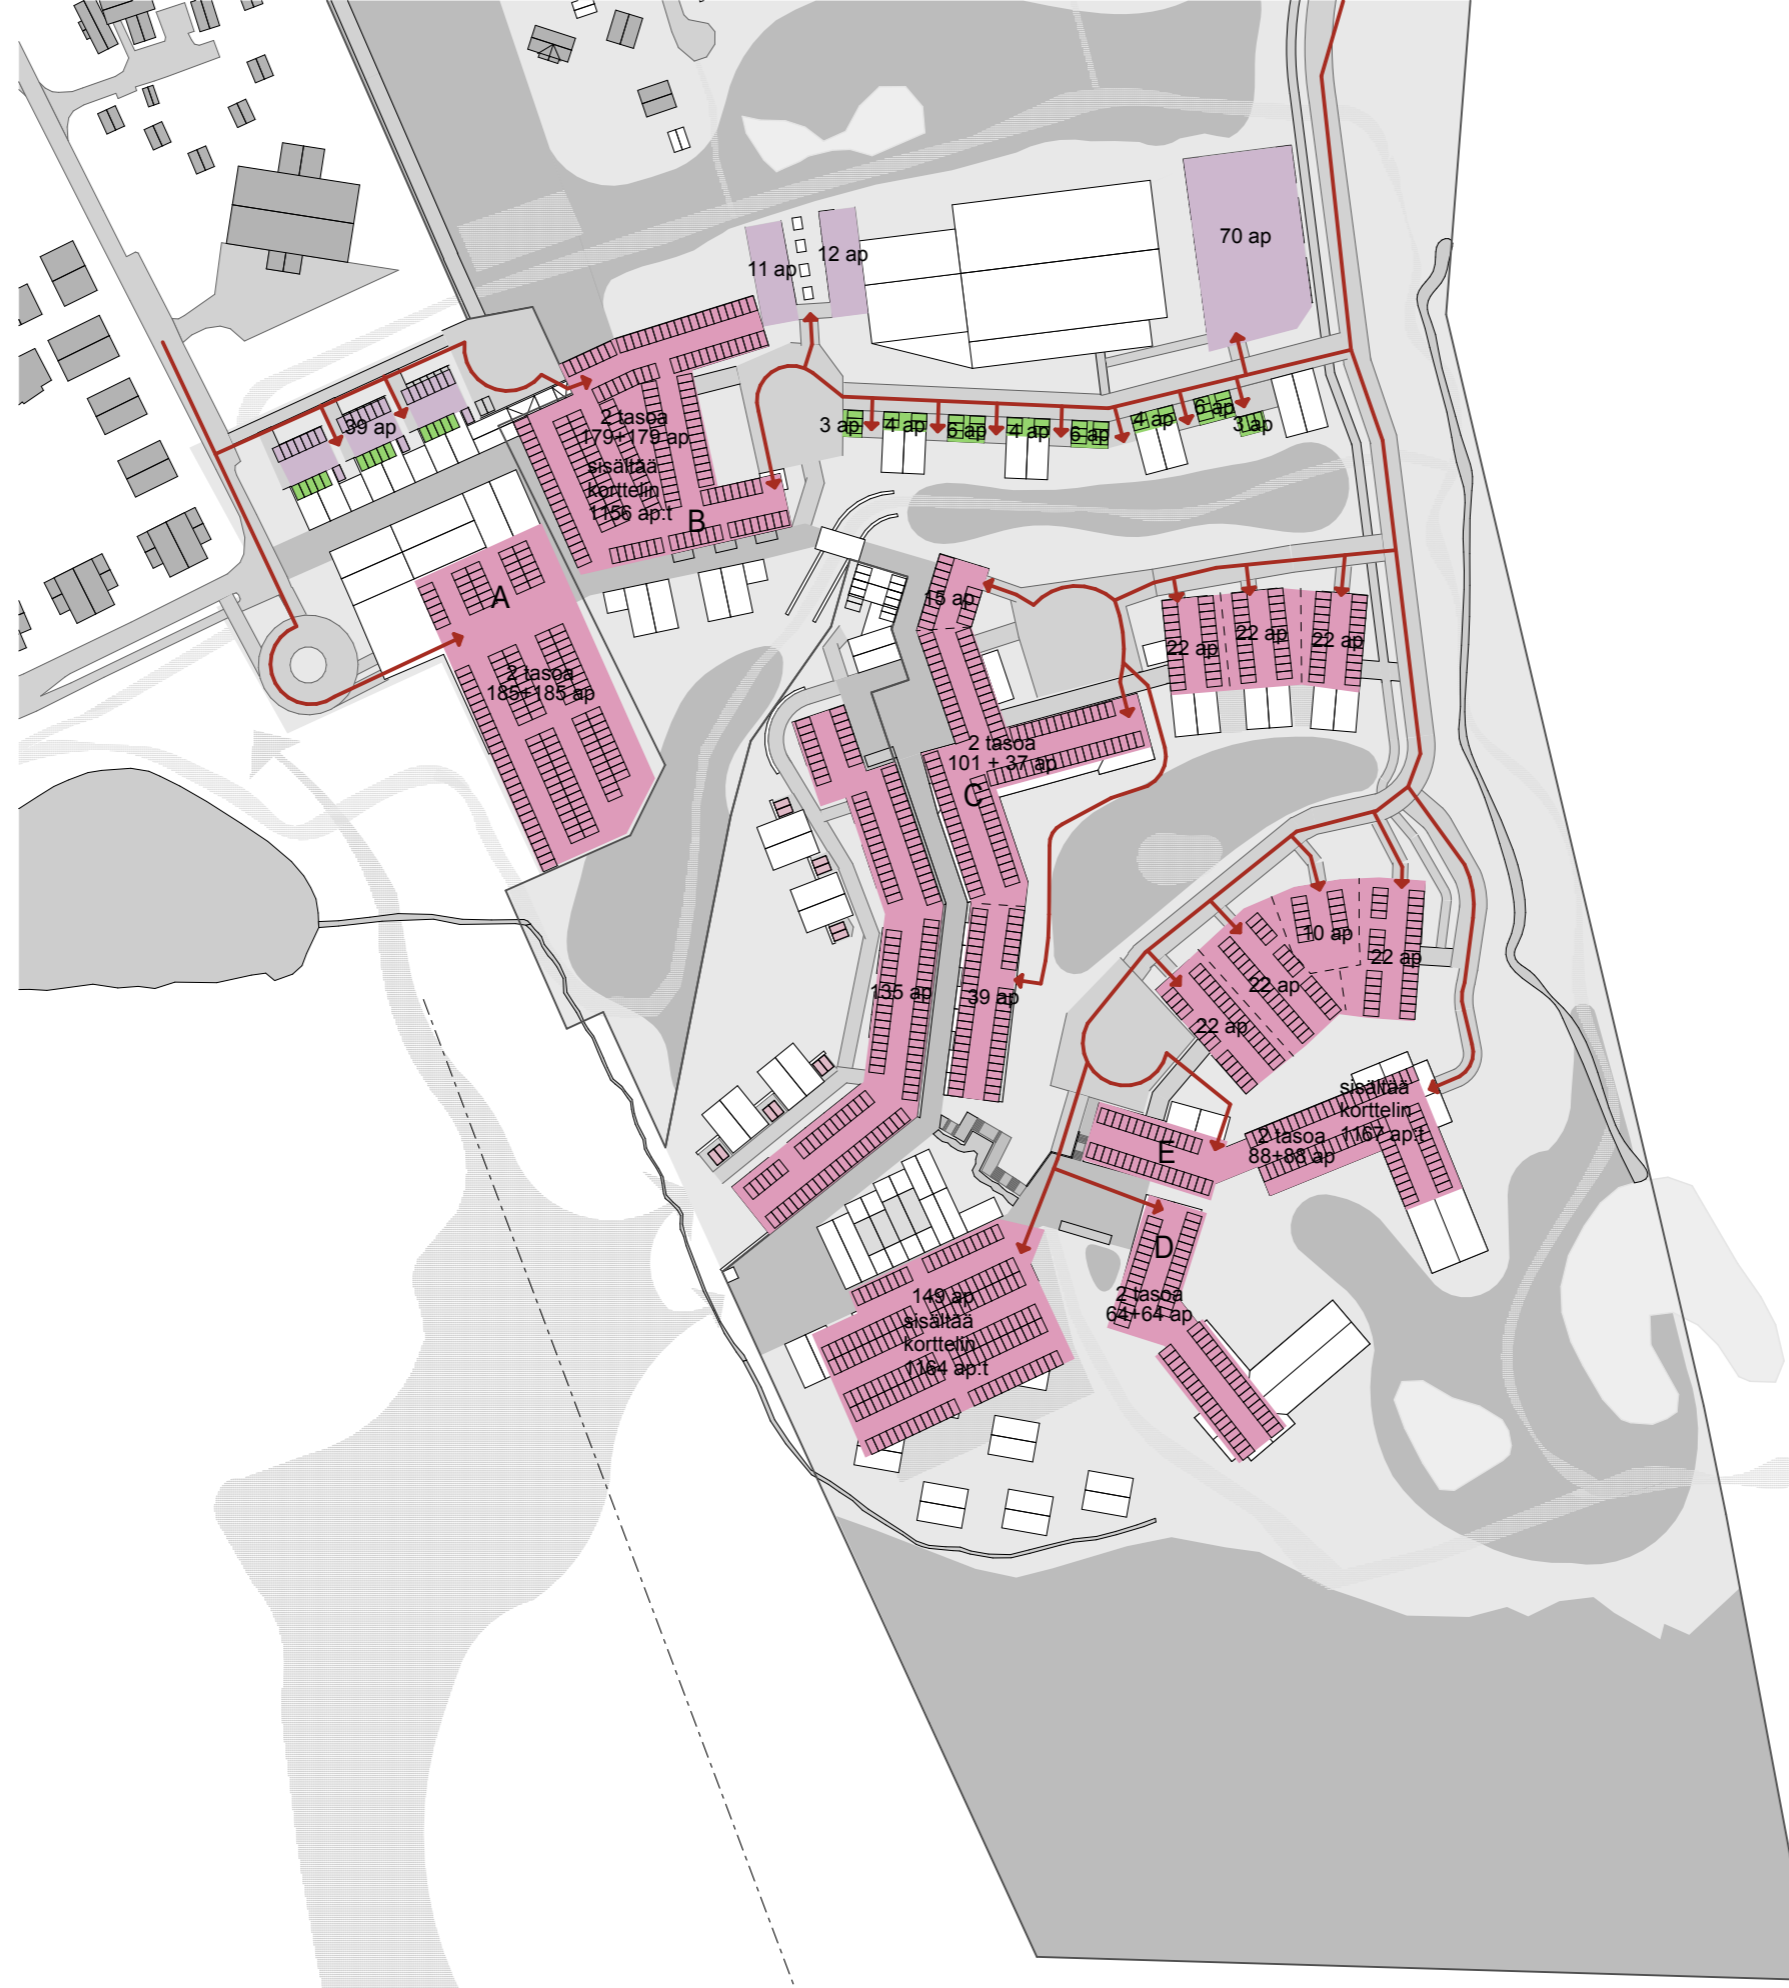 70 ap
12 ap
11 ap
39 ap
2 tasoa
179+179 ap
sisältää
korttelin
1156 ap:t
B
3 ap
4 ap
6 ap
4 ap
6 ap
4 ap
6 ap
3 ap
A
2 tasoa
185+185 ap
15 ap
22 ap
22 ap
22 ap
2 tasoa
101 + 37 ap
C
10 ap
22 ap
22 ap
22 ap
135 ap
39 ap
sisältää
korttelin
1167 ap:t
2 tasoa
88+88 ap
E
D
2 tasoa
64+64 ap
149 ap
sisältää
korttelin
1164 ap:t